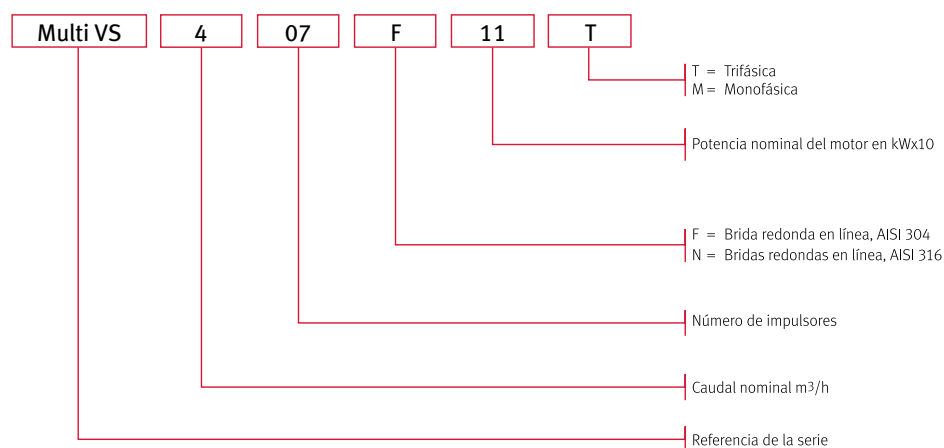 Multi VS 4 07 F 11 T
T = Trifásica
M = Monofásica
Potencia nominal del motor en kWx10
F = Brida redonda en línea, AISI 304
N = Bridas redondas en línea, AISI 316
Número de impulsores
Caudal nominal m3/h
Referencia de la serie